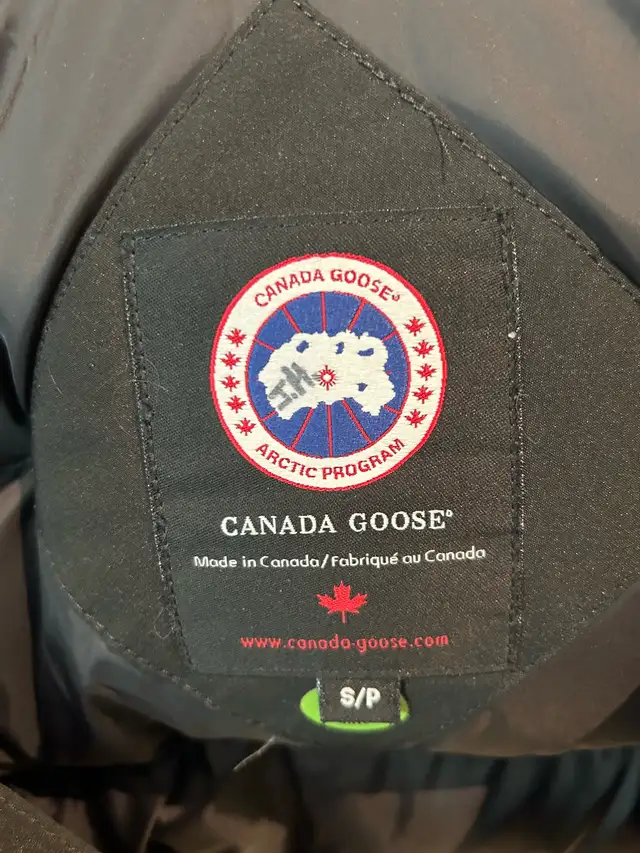 CANADA GOOSE®
ARCTIC PROGRAM
CANADA GOOSE®
Made in Canada/Fabriqué au Canada
www.canada-goose.com
S/P